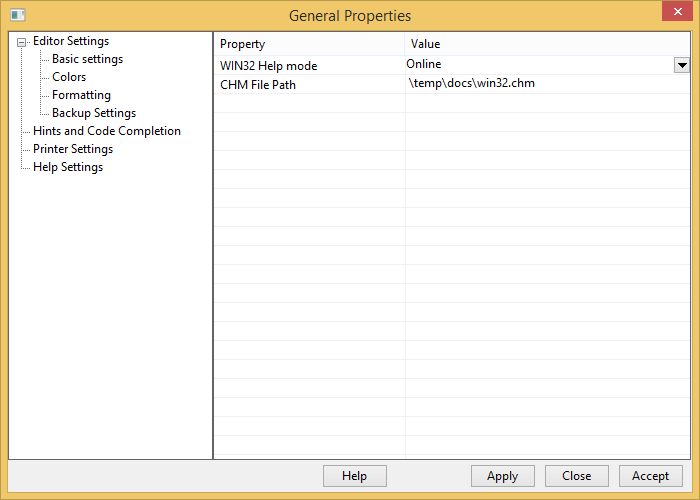 General Properties
Editor Settings
Basic settings
Colors
Formatting
Backup Settings
Hints and Code Completion
Printer Settings
Help Settings
Property Value
WIN32 Help mode Online
CHM File Path \temp\docs\win32.chm
Help Apply Close Accept